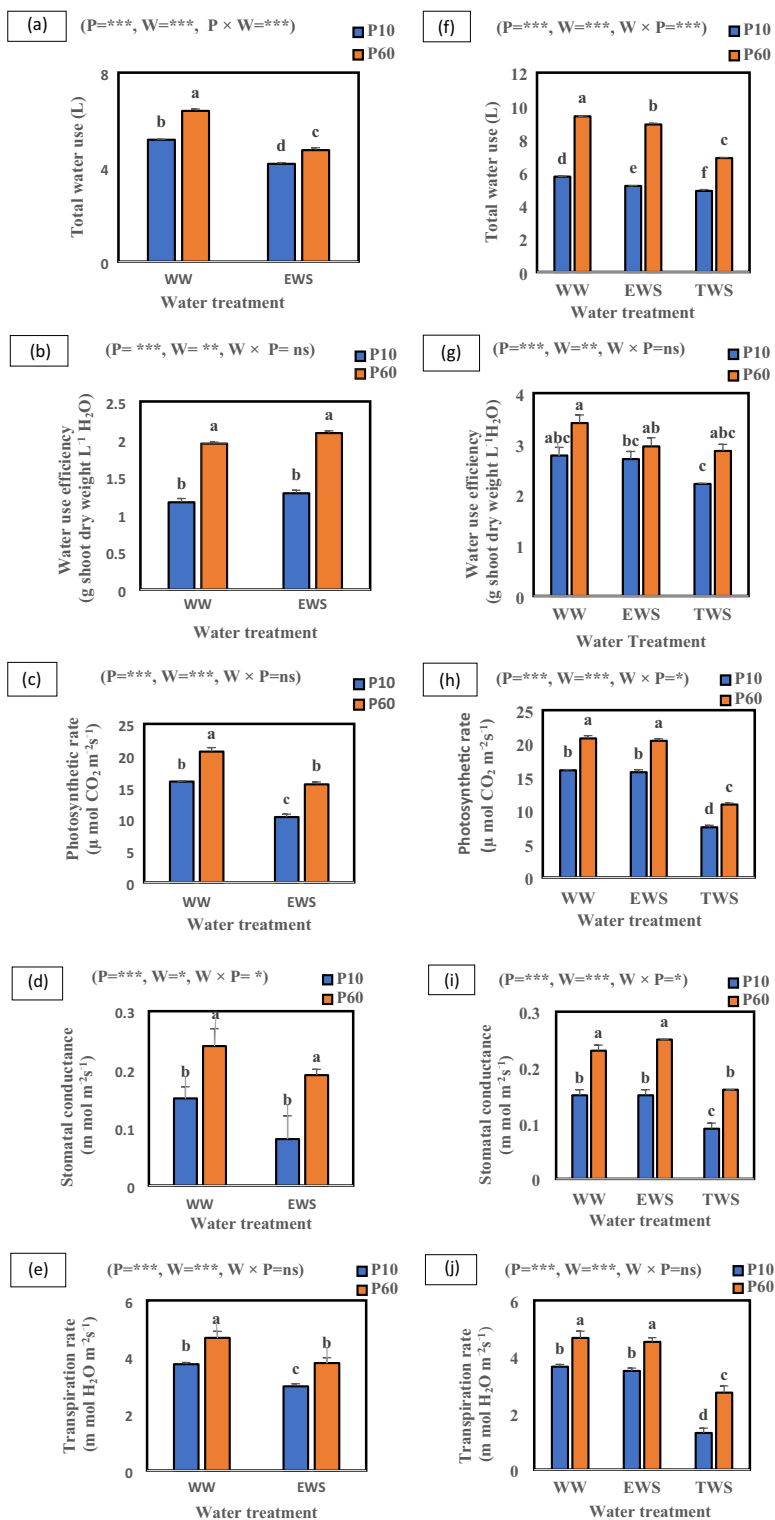 (a)
(P=***, W=***, P × W=***)
P10
P60
Total water use (L)
8
4
0
b
a
d
c
WW
EWS
Water treatment
(b)
(P= ***, W= **, W × P= ns)
P10
P60
Water use efficiency
(g shoot dry weight L⁻¹ H₂O)
2.5
2
1.5
1
0.5
0
b
a
b
a
WW
EWS
Water treatment
(c)
(P=***, W=***, W × P=ns)
P10
P60
Photosynthetic rate
(µ mol CO₂ m⁻²s⁻¹)
25
20
15
10
5
0
b
a
c
b
WW
EWS
Water treatment
(d)
(P=***, W=*, W × P= *)
P10
P60
Stomatal conductance
(m mol m⁻²s⁻¹)
0.3
0.2
0.1
0
b
a
b
a
WW
EWS
Water treatment
(e)
(P=***, W=***, W × P=ns)
P10
P60
Transpiration rate
(m mol H₂O m⁻²s⁻¹)
6
4
2
0
b
a
c
b
WW
EWS
Water treatment
(f)
(P=***, W=***, W × P=***)
P10
P60
Total water use (L)
12
10
8
6
4
2
0
d
a
e
b
f
c
WW
EWS
TWS
Water treatment
(g)
(P=***, W=**, W × P=ns)
P10
P60
Water use efficiency
(g shoot dry weight L⁻¹H₂O)
4
3
2
1
0
abc
a
bc
ab
c
abc
WW
EWS
TWS
Water Treatment
(h)
(P=***, W=***, W × P=*)
P10
P60
Photosynthetic rate
(µ mol CO₂ m⁻²s⁻¹)
25
20
15
10
5
0
b
a
b
a
d
c
WW
EWS
TWS
Water treatment
(i)
(P=***, W=***, W × P=*)
P10
P60
Stomatal conductance
(m mol m⁻²s⁻¹)
0.3
0.2
0.1
0
b
a
b
a
c
b
WW
EWS
TWS
Water treatment
(j)
(P=***, W=***, W × P=ns)
P10
P60
Transpiration rate
(m mol H₂O m⁻²s⁻¹)
6
4
2
0
b
a
b
a
d
c
WW
EWS
TWS
Water treatment